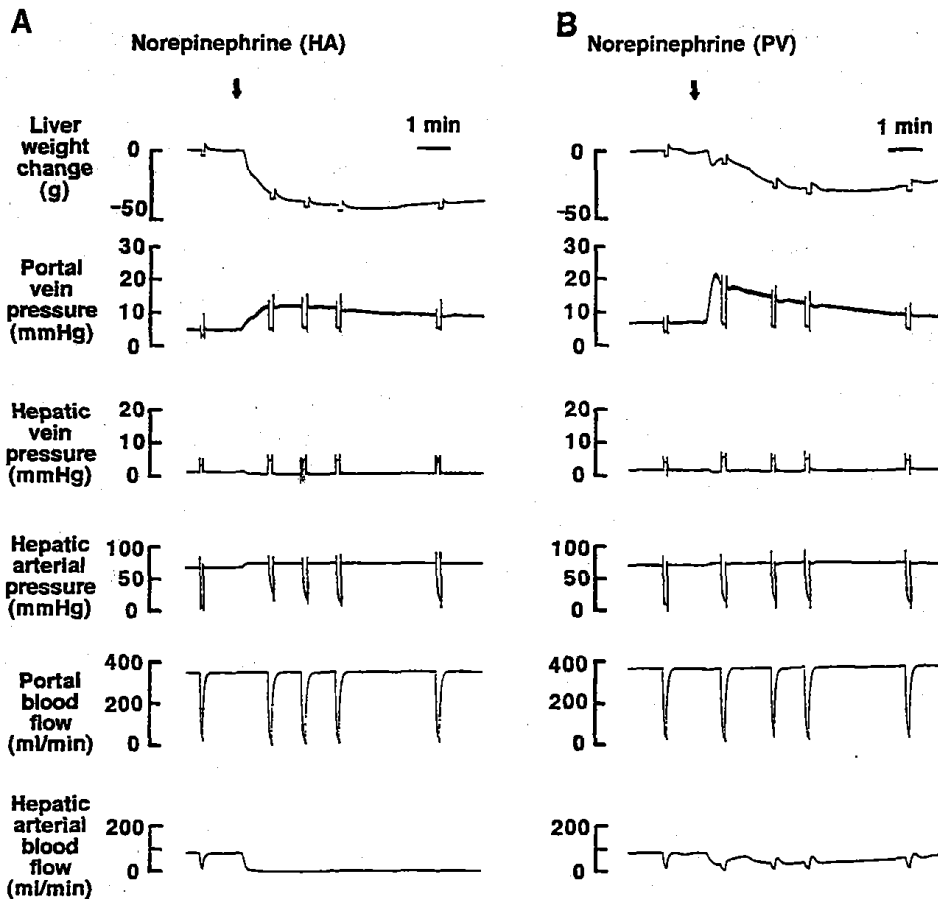 A
Norepinephrine (HA)
1 min
Liver
weight
change
(g)
0
-50
Portal
vein
pressure
(mmHg)
30
20
10
0
Hepatic
vein
pressure
(mmHg)
20
10
0
Hepatic
arterial
pressure
(mmHg)
100
50
0
Portal
blood
flow
(ml/min)
400
200
0
Hepatic
arterial
blood
flow
(ml/min)
200
0
B
Norepinephrine (PV)
1 min
0
-50
30
20
10
0
20
10
0
100
50
0
400
200
0
200
0